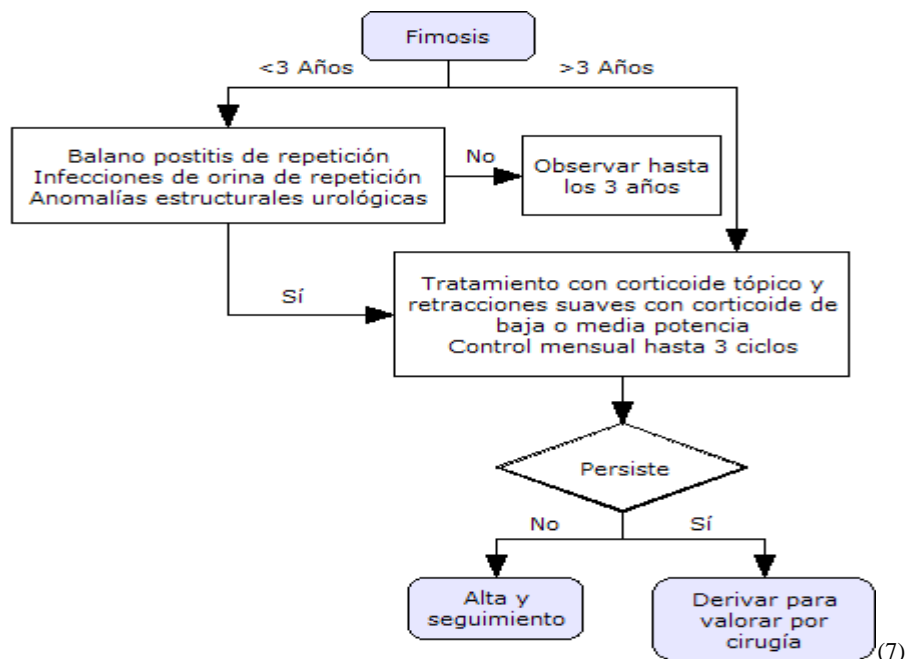 Fimosis
<3 Años
>3 Años
Balano postitis de repetición
Infecciones de orina de repetición
Anomalías estructurales urológicas
No
Observar hasta
los 3 años
Sí
Tratamiento con corticoide tópico y
retracciones suaves con corticoide de
baja o media potencia
Control mensual hasta 3 ciclos
Persiste
No
Sí
Alta y
seguimiento
Derivar para
valorar por
cirugía
(7)